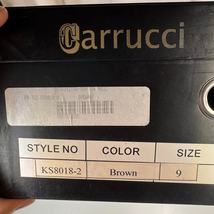 Carrucci
STYLE NO COLOR SIZE
KS8018-2 Brown 9